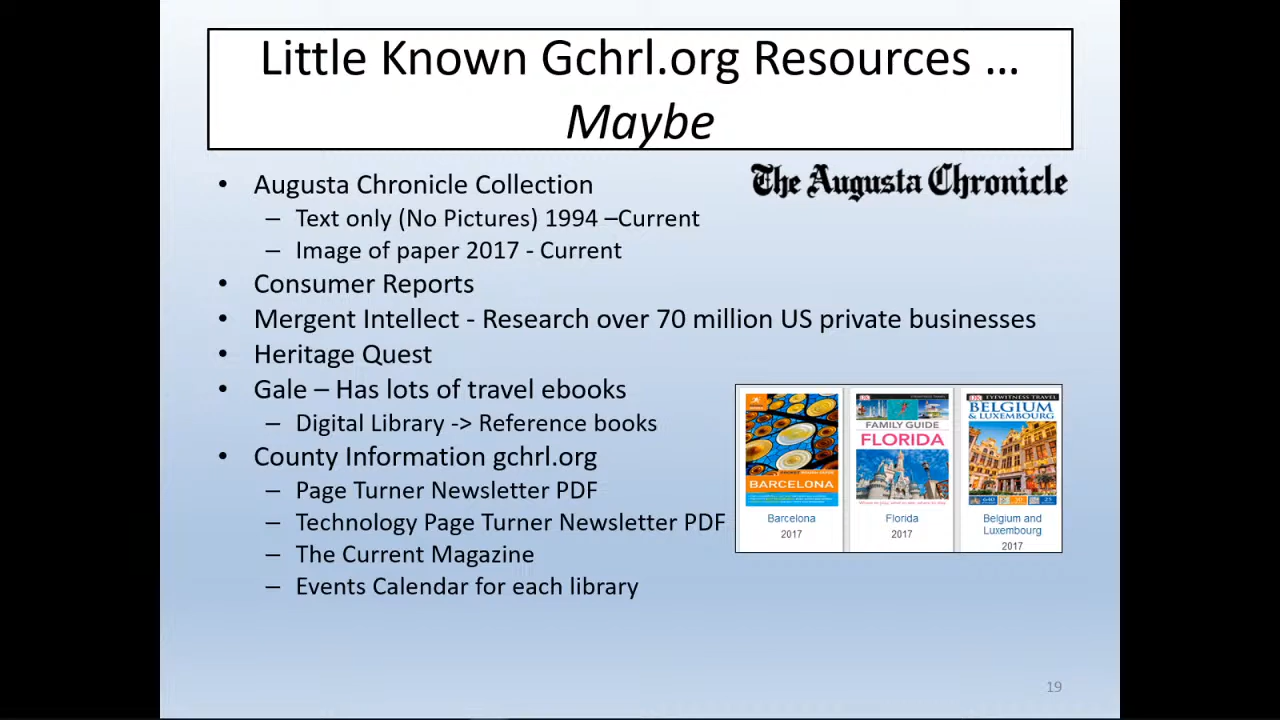 Little Known Gchrl.org Resources …
Maybe
The Augusta Chronicle
• Augusta Chronicle Collection
– Text only (No Pictures) 1994 –Current
– Image of paper 2017 - Current
• Consumer Reports
• Mergent Intellect - Research over 70 million US private businesses
• Heritage Quest
• Gale – Has lots of travel ebooks
Digital Library -> Reference books
• County Information gchrl.org
– Page Turner Newsletter PDF
– Technology Page Turner Newsletter PDF
– The Current Magazine
– Events Calendar for each library
BARCELONA
Barcelona
2017
EYEWITNESS TRAVEL
FAMILY GUIDE
FLORIDA
Florida
2017
EYEWITNESS TRAVEL
BELGIUM
& LUXEMBOURG
Belgium and
Luxembourg
2017
19